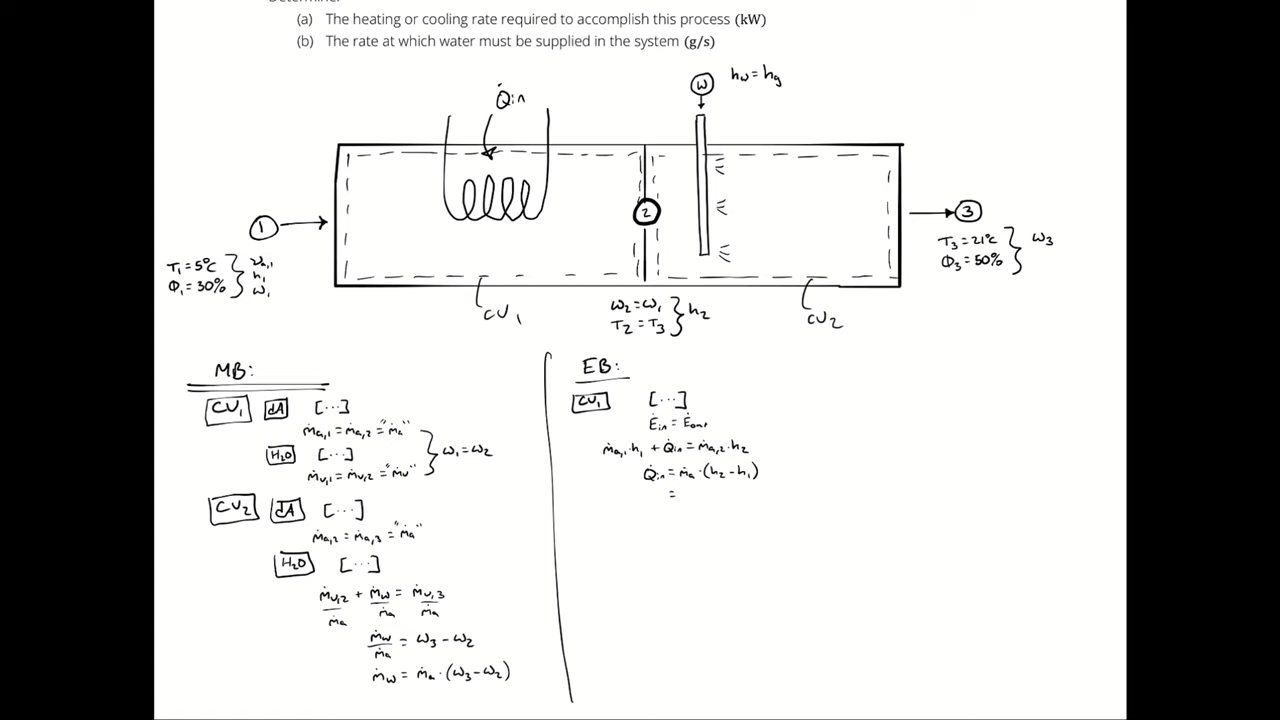 (a) The heating or cooling rate required to accomplish this process (kW)
(b) The rate at which water must be supplied in the system (g/s)
Q̇in
W
hw = hg
1
2
3
T₁ = 5°C
Φ₁ = 30%
h₁
ω₁
T₃ = 21°C
Φ₃ = 50%
ω₃
CV₁
ω₂ = ω₁
T₂ = T₃
h₂
CV₂
MB:
CV₁ dA [...]
ṁa,1 = ṁa,2 = "ṁa"
H₂O [...]
ṁv,1 = ṁv,2 = "ṁv"
ω₁ = ω₂
CV₂ dA [...]
ṁa,2 = ṁa,3 = "ṁa"
H₂O [...]
ṁv,2/ṁa + ṁw/ṁa = ṁv,3/ṁa
ṁw/ṁa = ω₃ - ω₂
ṁw = ṁa · (ω₃ - ω₂)
EB:
CV₁ [...]
Ėin = Ėout
ṁa,1 · h₁ + Q̇in = ṁa,2 · h₂
Q̇in = ṁa · (h₂ - h₁)
=